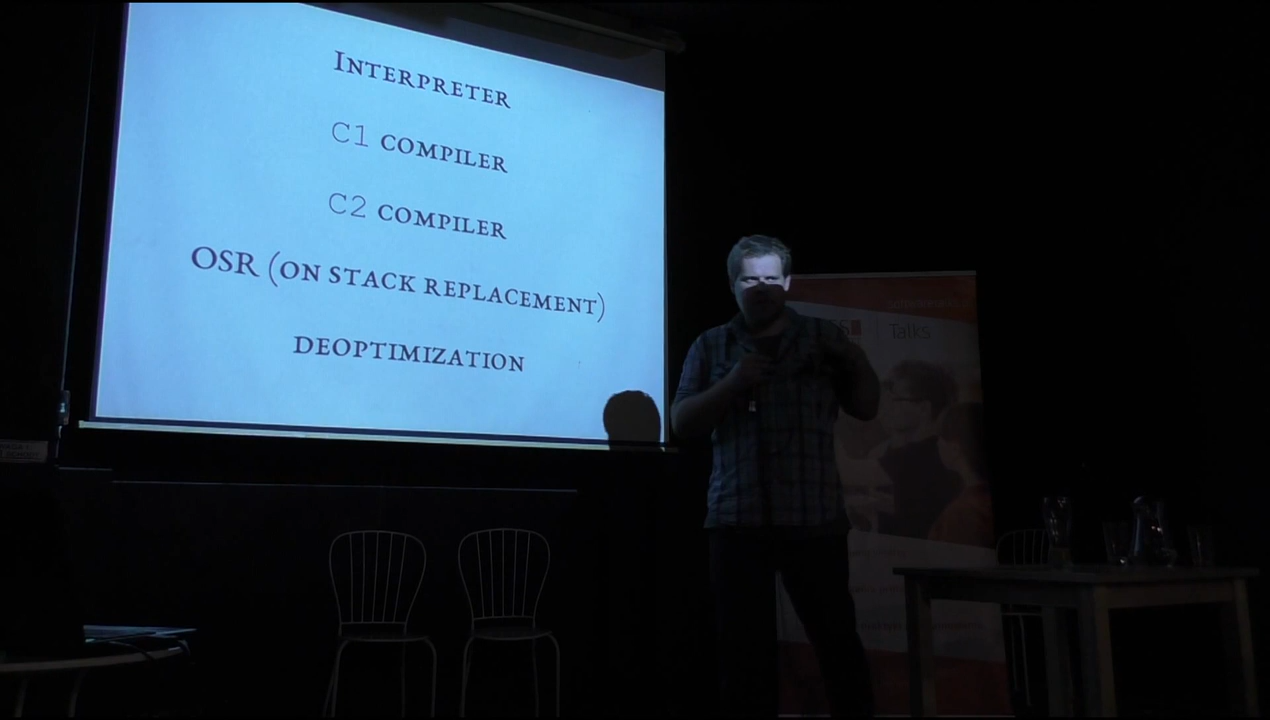 INTERPRETER
C1 COMPILER
C2 COMPILER
OSR (ON STACK REPLACEMENT)
DEOPTIMIZATION
Talks